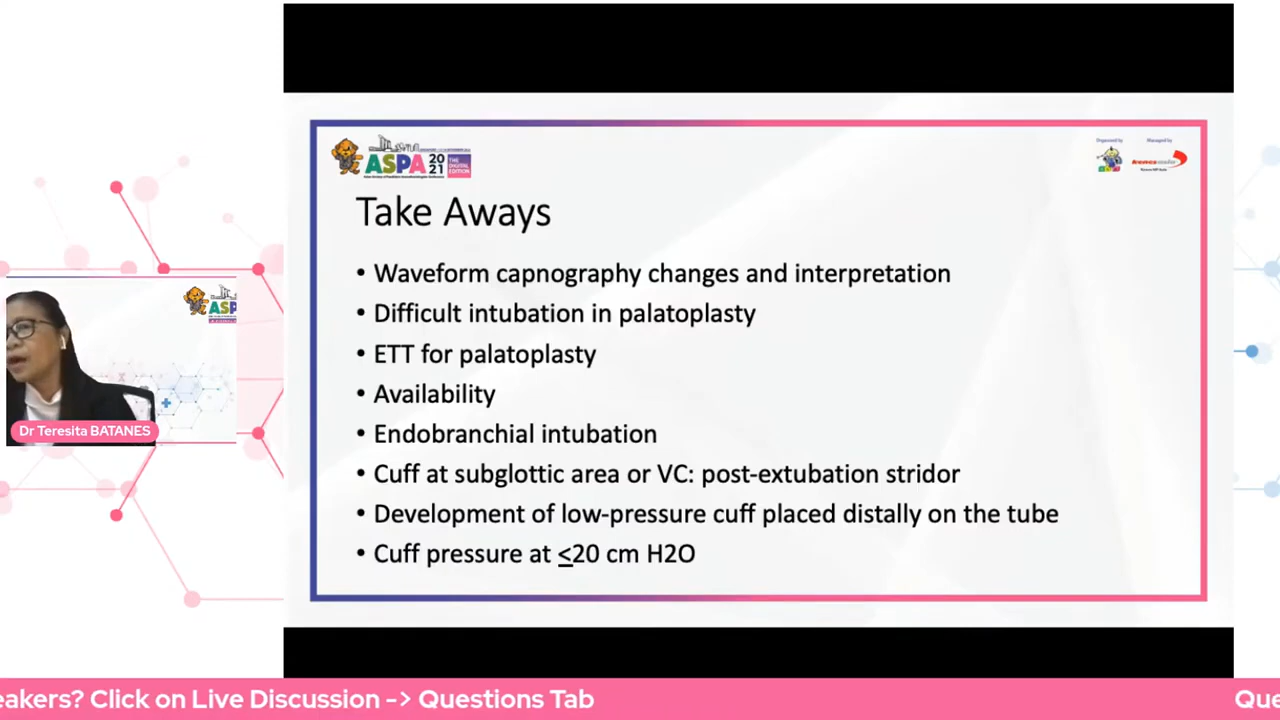 ASPA 2021 THE DIGITAL EDITION
Organized by
Managed by
Take Aways
• Waveform capnography changes and interpretation
• Difficult intubation in palatoplasty
• ETT for palatoplasty
• Availability
• Endobranchial intubation
• Cuff at subglottic area or VC: post-extubation stridor
• Development of low-pressure cuff placed distally on the tube
• Cuff pressure at <20 cm H2O
ASP
Dr Teresita BATANES
eakers? Click on Live Discussion -> Questions Tab
Que